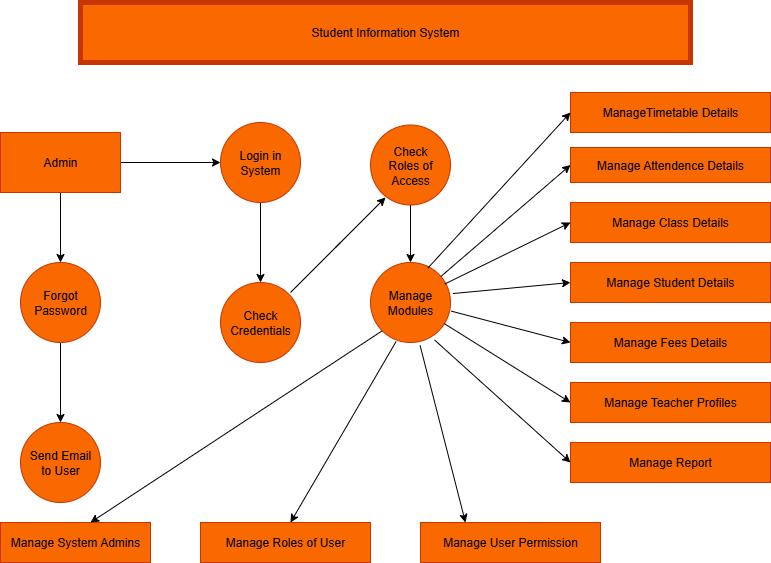 Student Information System
Admin
Login in
System
Check
Roles of
Access
Forgot
Password
Check
Credentials
Manage
Modules
Send Email
to User
ManageTimetable Details
Manage Attendence Details
Manage Class Details
Manage Student Details
Manage Fees Details
Manage Teacher Profiles
Manage Report
Manage System Admins
Manage Roles of User
Manage User Permission